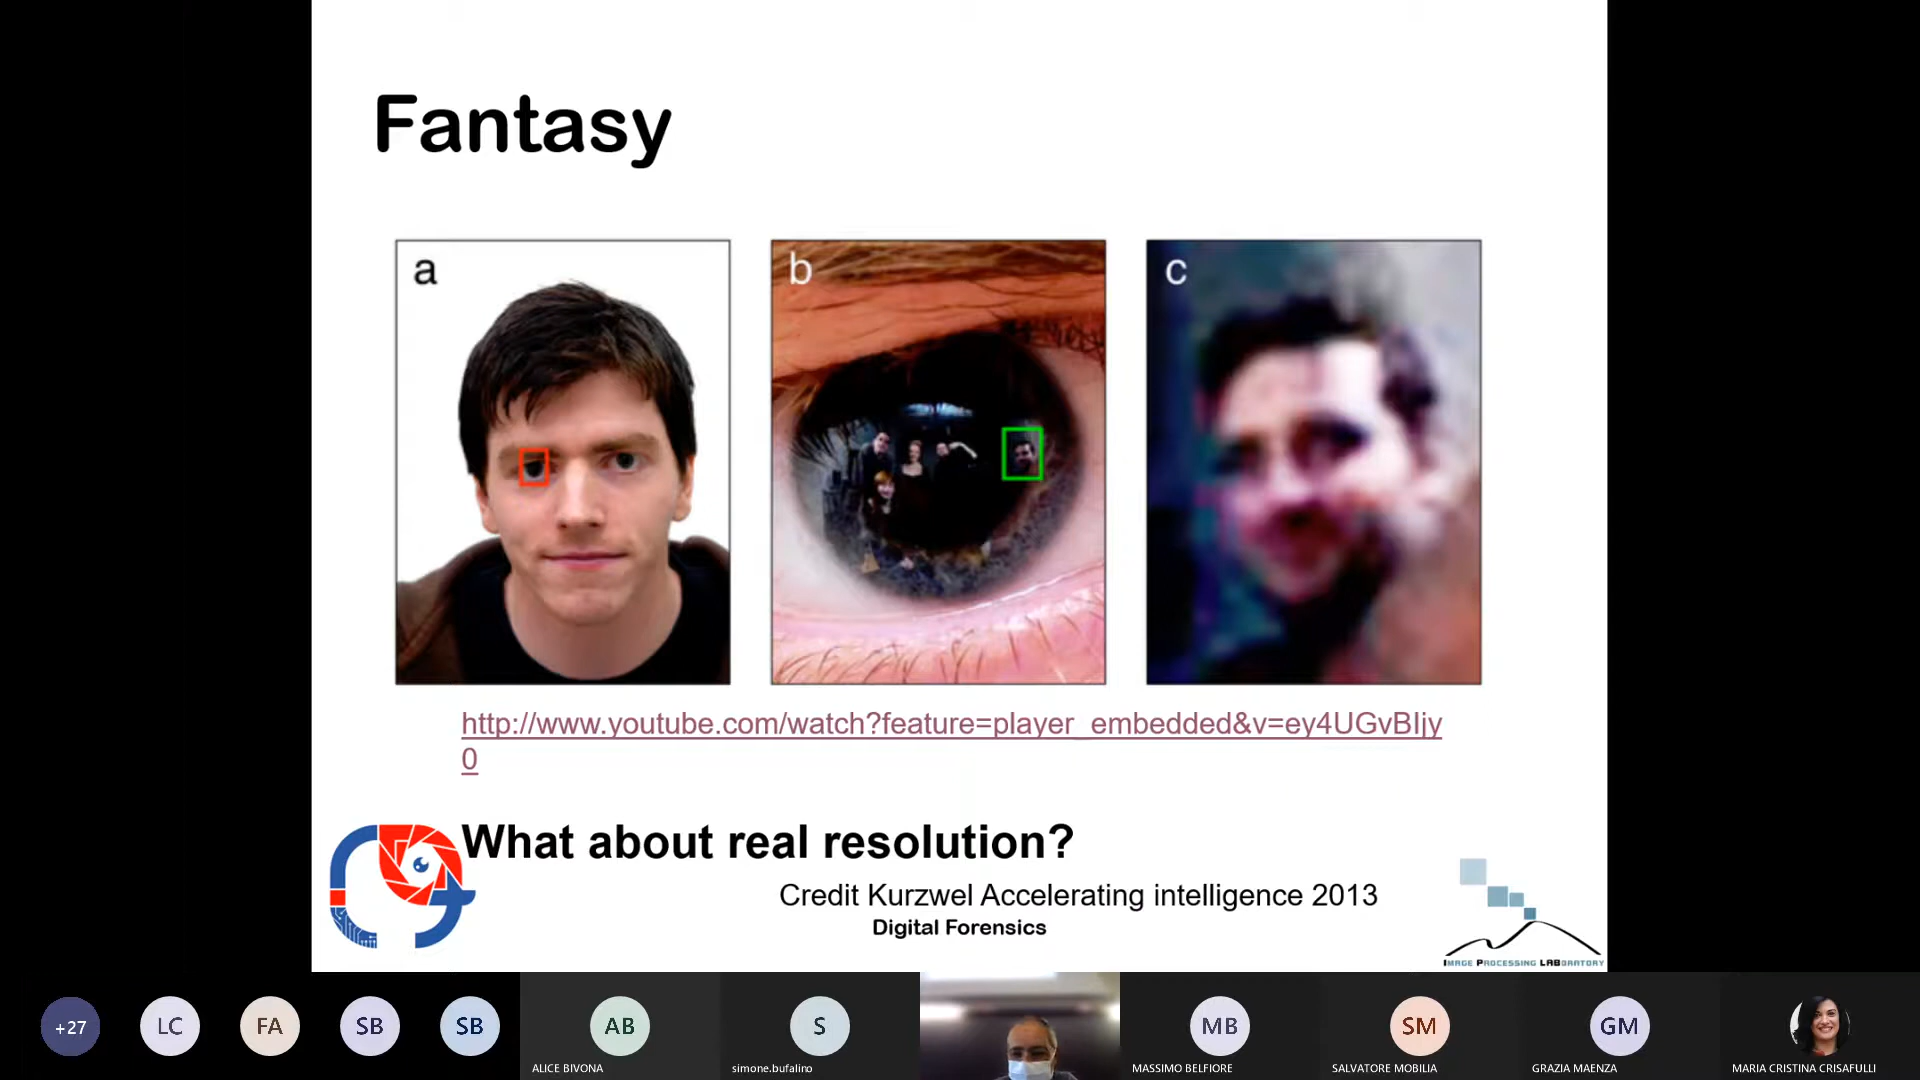 Fantasy
a
b
c
http://www.youtube.com/watch?feature=player_embedded&v=ey4UGvBIjy
0
What about real resolution?
Credit Kurzwel Accelerating intelligence 2013
Digital Forensics
IMAGE PROCESSING LABORATORY
+27
LC
FA
SB
SB
AB
S
MB
SM
GM
ALICE BIVONA
simone.bufalino
MASSIMO BELFIORE
SALVATORE MOBILIA
GRAZIA MAENZA
MARIA CRISTINA CRISAFULLI